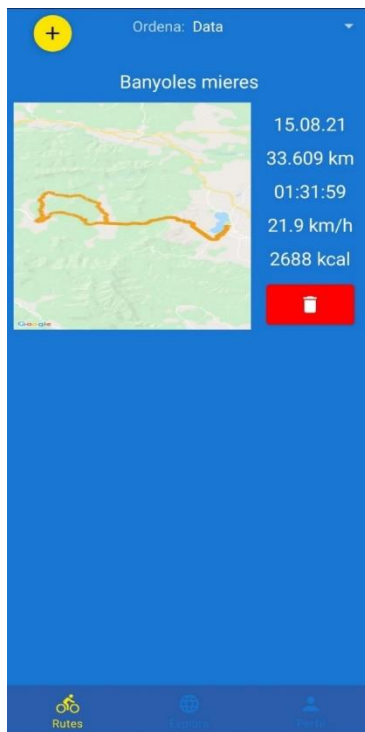 +
Ordena: Data
Banyoles mieres
15.08.21
33.609 km
01:31:59
21.9 km/h
2688 kcal
Google
Rutes
Explora
Perfil